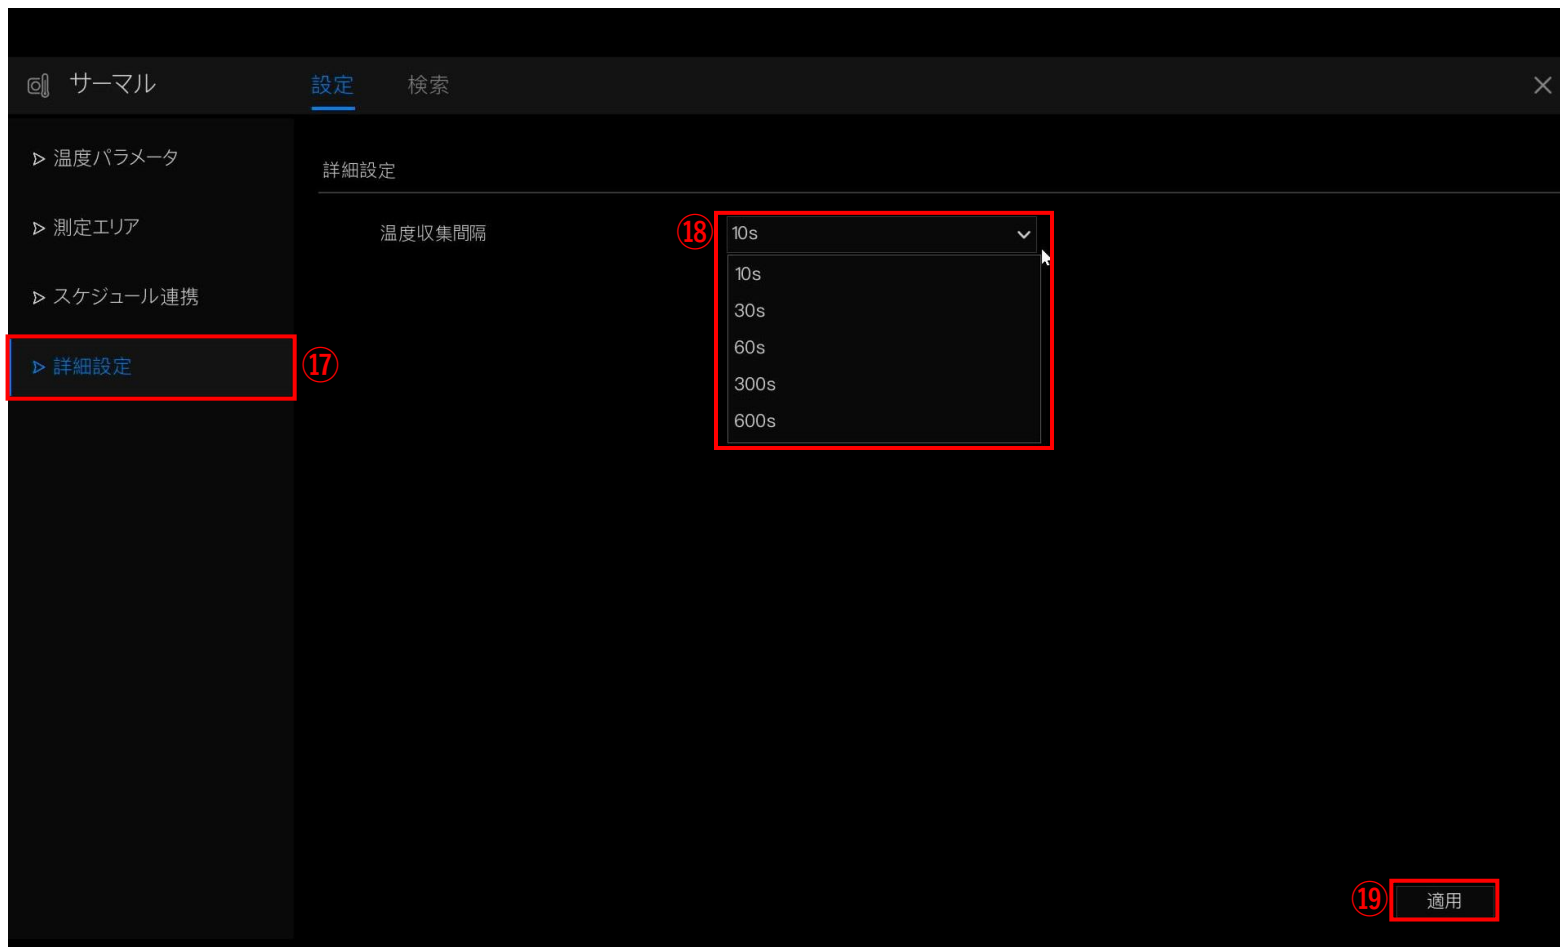 サーマル
設定
検索
温度パラメータ
測定エリア
スケジュール連携
詳細設定
⑰
詳細設定
温度収集間隔
⑱
10s
10s
30s
60s
300s
600s
⑲
適用